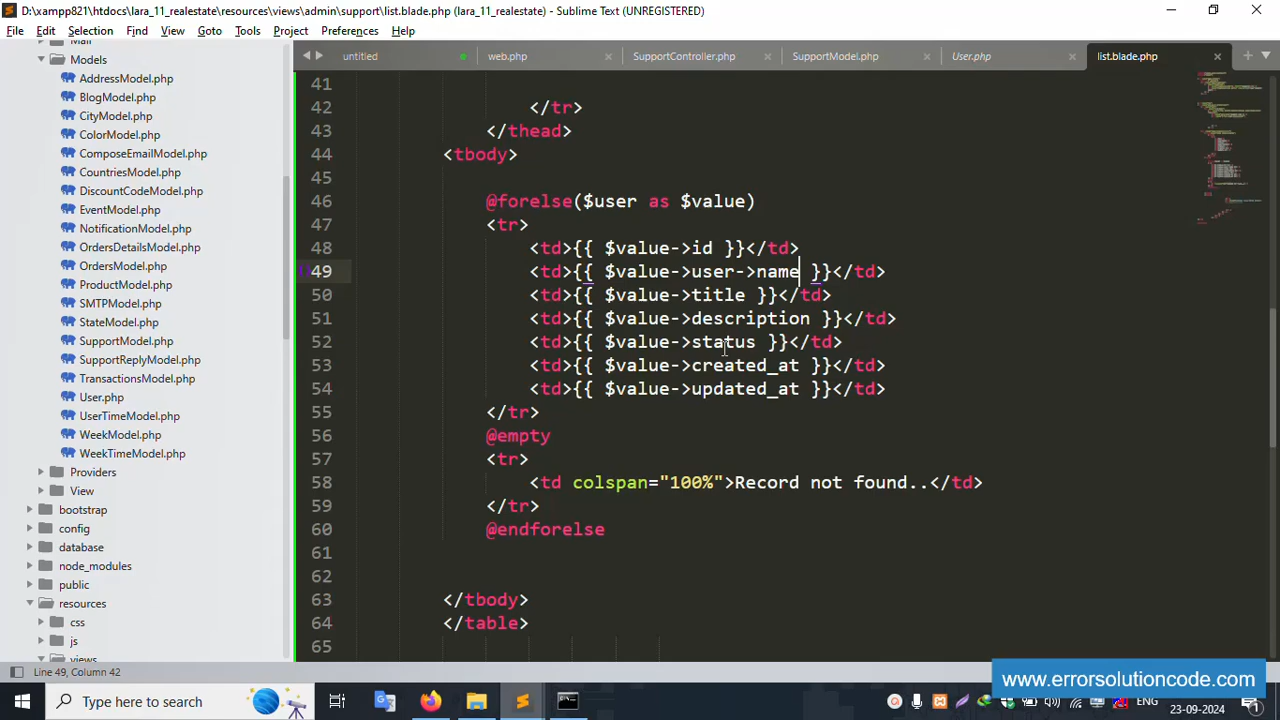 D:\xampp821\htdocs\lara_11_realestate\resources\views\admin\support\list.blade.php (lara_11_realestate) - Sublime Text (UNREGISTERED)
File Edit Selection Find View Goto Tools Project Preferences Help
untitled web.php SupportController.php SupportModel.php User.php list.blade.php
Models
AddressModel.php
BlogModel.php
CityModel.php
ColorModel.php
ComposeEmailModel.php
CountriesModel.php
DiscountCodeModel.php
EventModel.php
NotificationModel.php
OrdersDetailsModel.php
OrdersModel.php
ProductModel.php
SMTPModel.php
StateModel.php
SupportModel.php
SupportReplyModel.php
TransactionsModel.php
User.php
UserTimeModel.php
WeekModel.php
WeekTimeModel.php
Providers
View
bootstrap
config
database
node_modules
public
resources
css
js
views
41
42 </tr>
43 </thead>
44 <tbody>
45
46 @forelse($user as $value)
47 <tr>
48 <td>{{ $value->id }}</td>
49 <td>{{ $value->user->name }}</td>
50 <td>{{ $value->title }}</td>
51 <td>{{ $value->description }}</td>
52 <td>{{ $value->status }}</td>
53 <td>{{ $value->created_at }}</td>
54 <td>{{ $value->updated_at }}</td>
55 </tr>
56 @empty
57 <tr>
58 <td colspan="100%">Record not found..</td>
59 </tr>
60 @endforelse
61
62
63 </tbody>
64 </table>
65
Line 49, Column 42
www.errorsolutioncode.com
Type here to search
ENG
23-09-2024